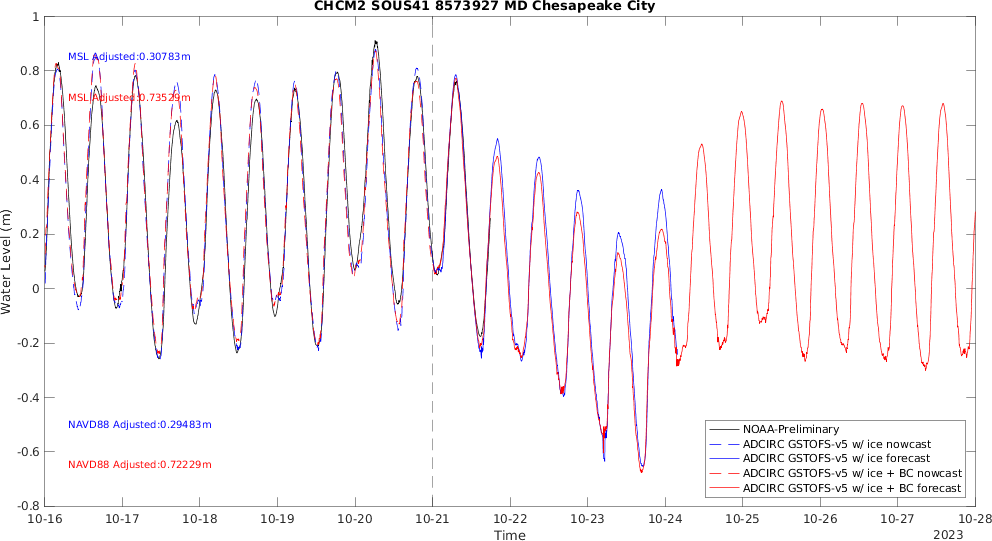 CHCM2 SOUS41 8573927 MD Chesapeake City
Water Level (m)
1
0.8
0.6
0.4
0.2
0
-0.2
-0.4
-0.6
-0.8
MSL Adjusted:0.30783m
MSL Adjusted:0.73529m
NAVD88 Adjusted:0.29483m
NAVD88 Adjusted:0.72229m
NOAA-Preliminary
ADCIRC GSTOFS-v5 w/ ice nowcast
ADCIRC GSTOFS-v5 w/ ice forecast
ADCIRC GSTOFS-v5 w/ ice + BC nowcast
ADCIRC GSTOFS-v5 w/ ice + BC forecast
10-16 10-17 10-18 10-19 10-20 10-21 10-22 10-23 10-24 10-25 10-26 10-27 10-28
Time
2023